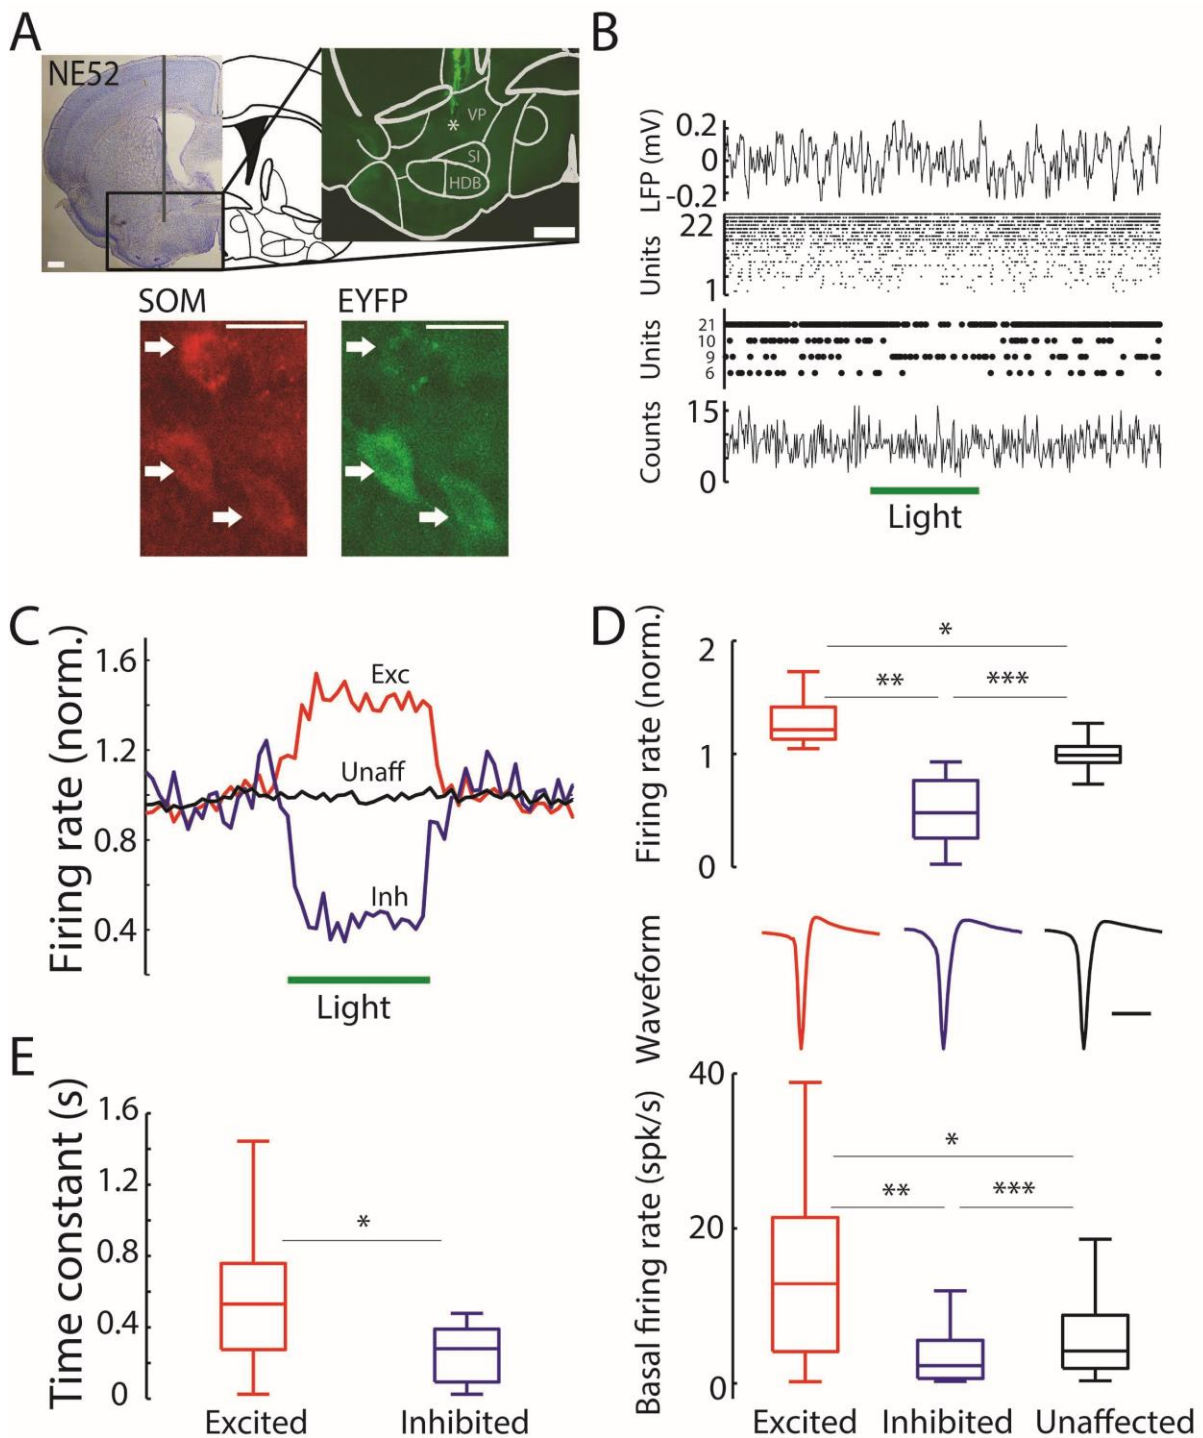 A
NE52
VP
*
SI
HDB
SOM
EYFP
B
LFP (mV)
0.2
0
-0.2
Units
22
1
Units
21
10
9
6
Counts
15
0
Light
C
Firing rate (norm.)
1.6
1.2
0.8
0.4
Exc
Unaff
Inh
Light
D
Firing rate (norm.)
2
1
0
*
**
***
Waveform
Basal firing rate (spk/s)
40
20
0
*
**
***
Excited
Inhibited
Unaffected
E
Time constant (s)
1.6
1.2
0.8
0.4
0
*
Excited
Inhibited